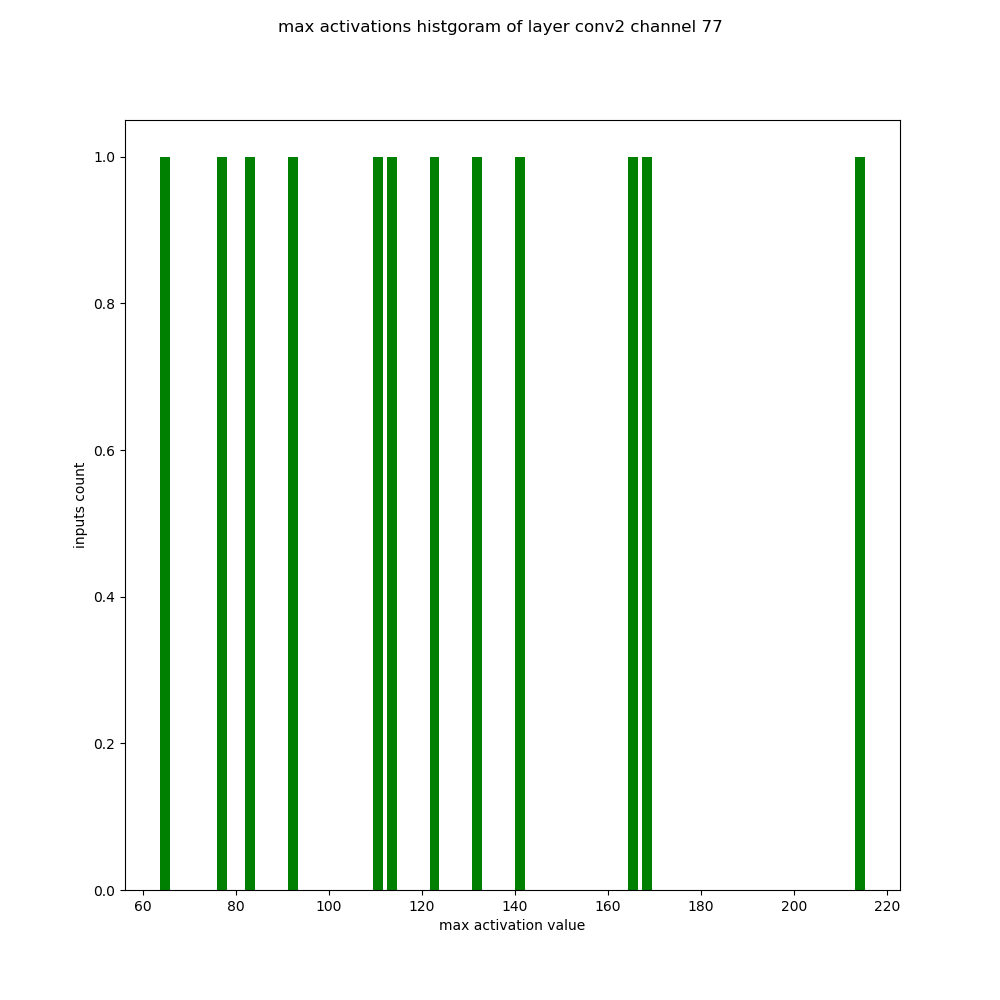 max activations histgoram of layer conv2 channel 77
1.0
0.8
0.6
0.4
0.2
0.0
inputs count
60 80 100 120 140 160 180 200 220
max activation value